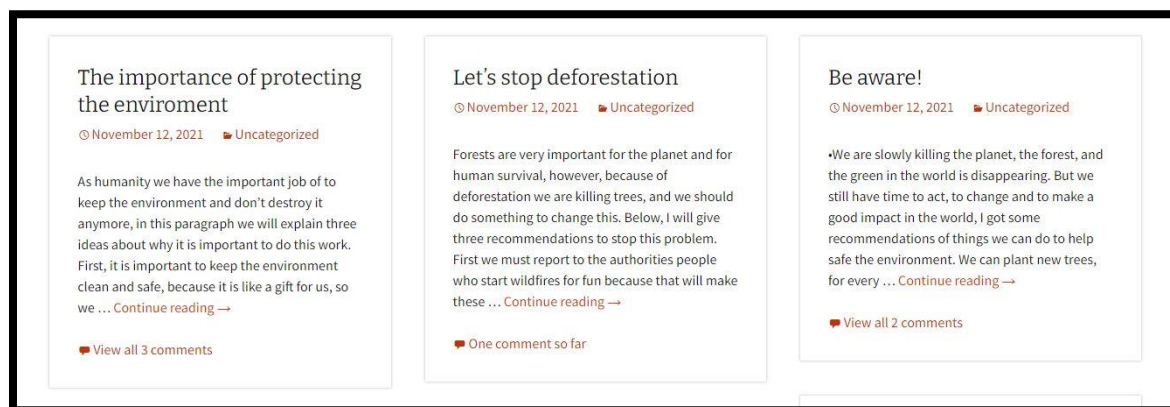 The importance of protecting
the enviroment
November 12, 2021 Uncategorized
As humanity we have the important job of to
keep the environment and don't destroy it
anymore, in this paragraph we will explain three
ideas about why it is important to do this work.
First, it is important to keep the environment
clean and safe, because it is like a gift for us, so
we … Continue reading →
View all 3 comments
Let's stop deforestation
November 12, 2021 Uncategorized
Forests are very important for the planet and for
human survival, however, because of
deforestation we are killing trees, and we should
do something to change this. Below, I will give
three recommendations to stop this problem.
First we must report to the authorities people
who start wildfires for fun because that will make
these … Continue reading →
One comment so far
Be aware!
November 12, 2021 Uncategorized
•We are slowly killing the planet, the forest, and
the green in the world is disappearing. But we
still have time to act, to change and to make a
good impact in the world, I got some
recommendations of things we can do to help
safe the environment. We can plant new trees,
for every … Continue reading →
View all 2 comments